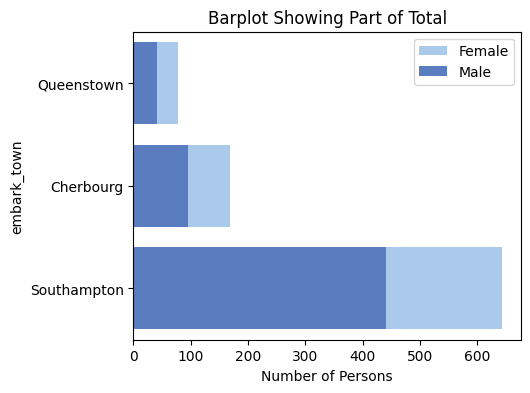 Barplot Showing Part of Total
Female
Male
Queenstown
Cherbourg
Southampton
embark_town
0 100 200 300 400 500 600
Number of Persons